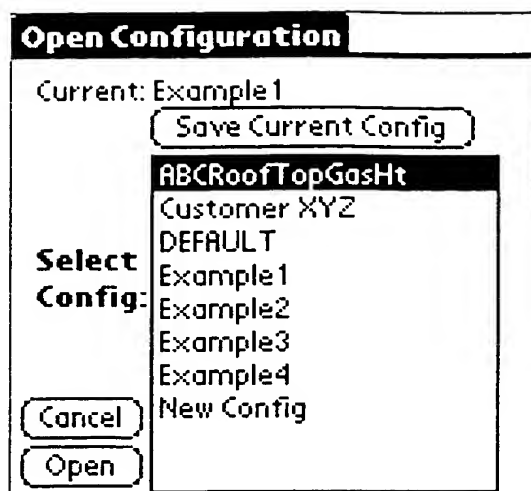 Open Configuration
Current: Example1
Save Current Config
Select Config:
ABCRoofTopGasHt
Customer XYZ
DEFAULT
Example1
Example2
Example3
Example4
New Config
Cancel
Open